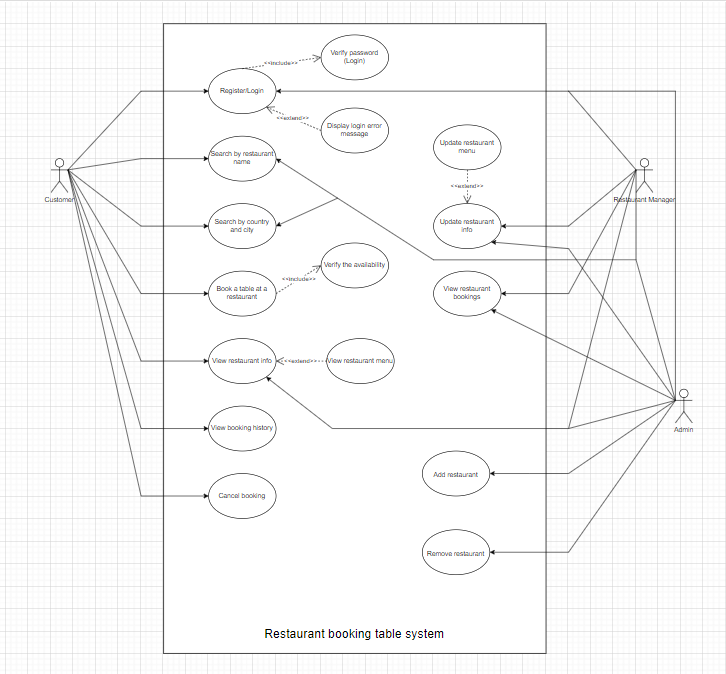 Verify password
(Login)
<<include>>
Register/Login
<<extend>>
Display login error
message
Update restaurant
menu
Search by restaurant
name
<<extend>>
Customer
Restaurant Manager
Search by country
and city
Update restaurant
info
Verify the availability
<<include>>
Book a table at a
restaurant
View restaurant
bookings
View restaurant info
<<extend>>
View restaurant menu
View booking history
Admin
Add restaurant
Cancel booking
Remove restaurant
Restaurant booking table system